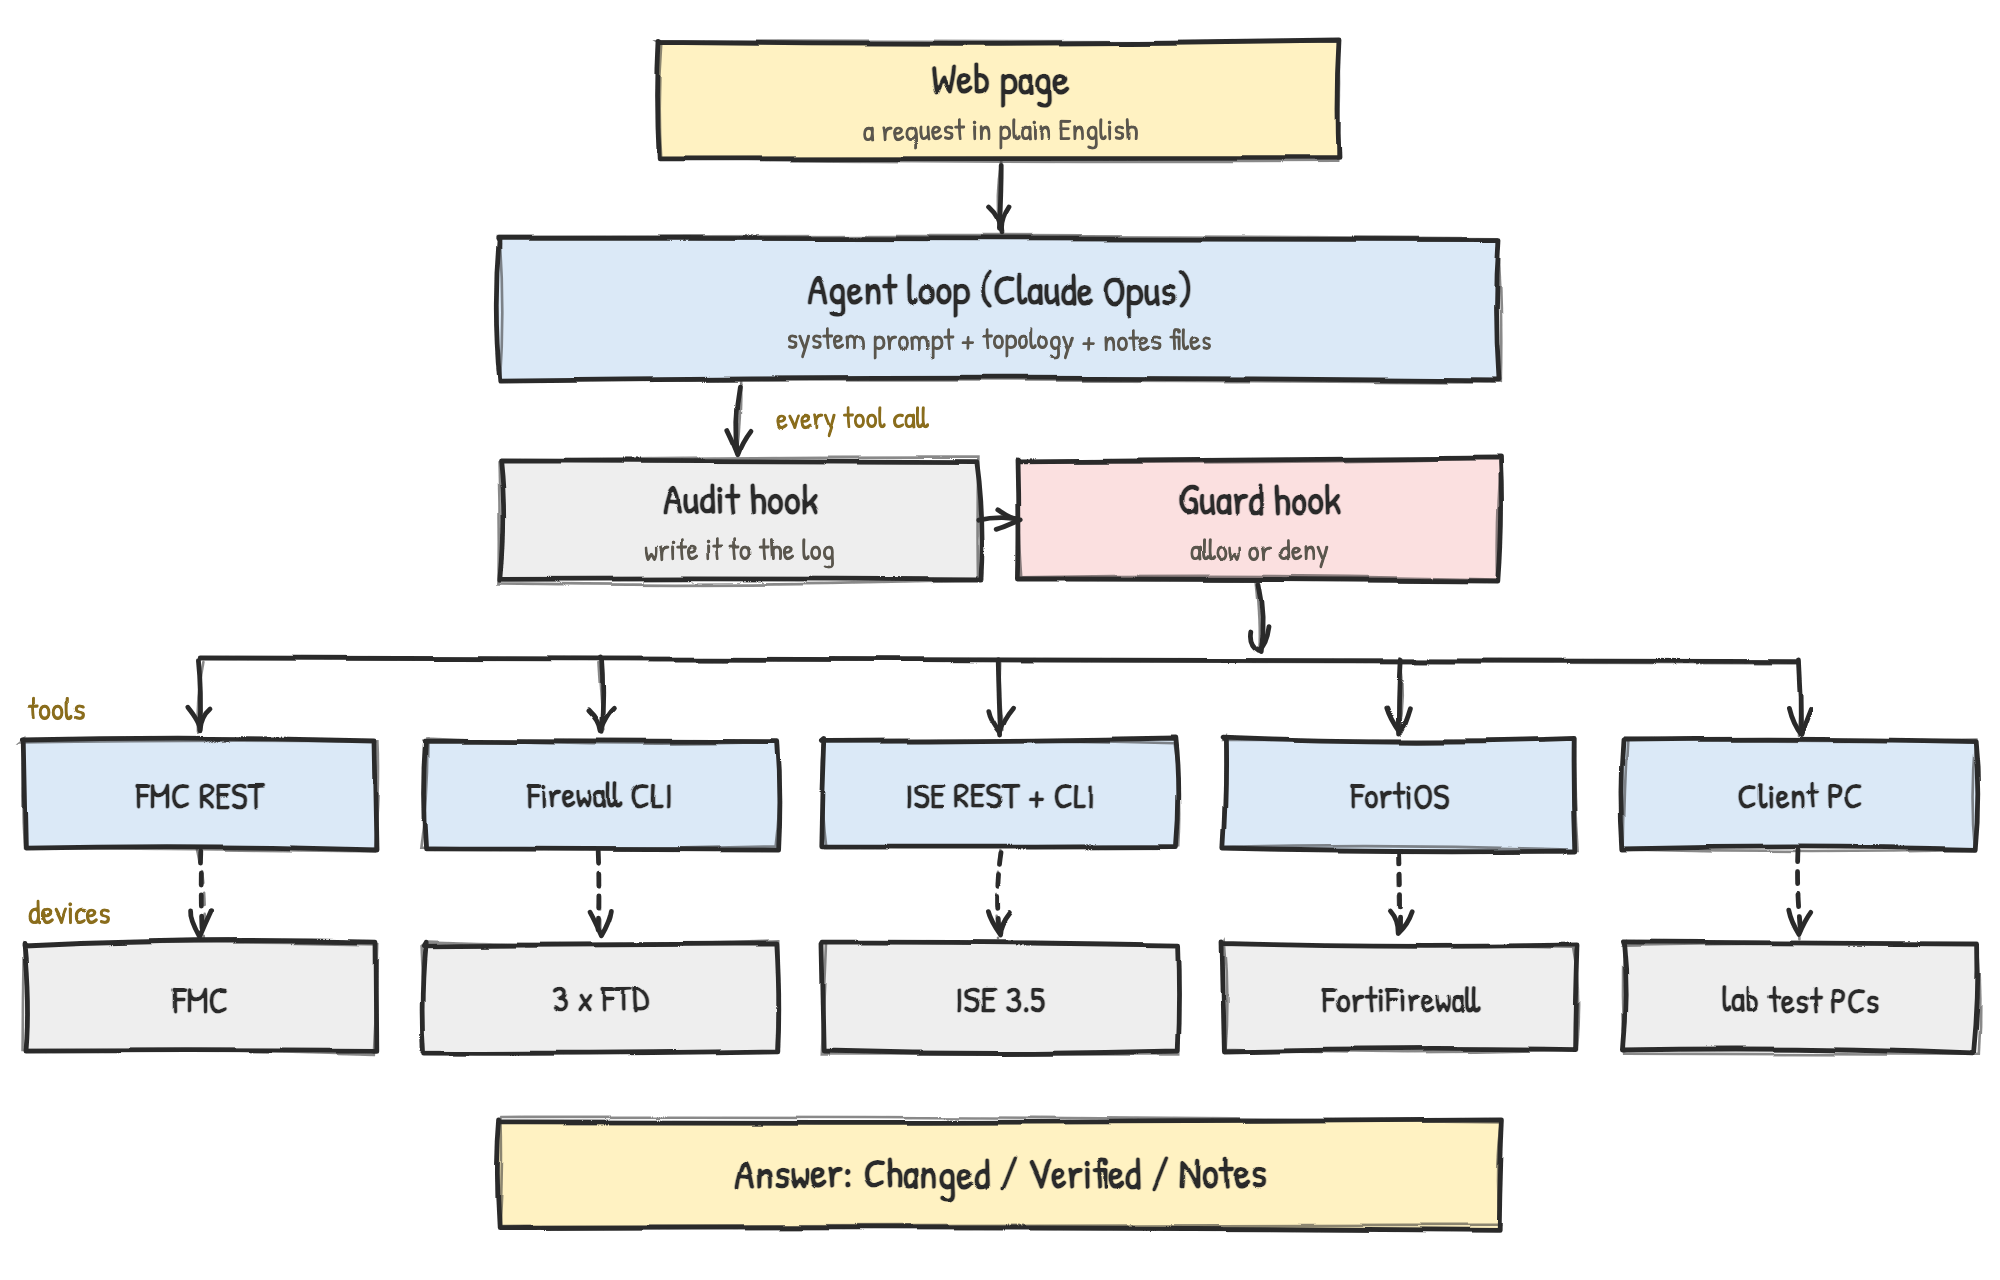 Web page
a request in plain English
Agent loop (Claude Opus)
system prompt + topology + notes files
every tool call
Audit hook
write it to the log
Guard hook
allow or deny
tools
FMC REST
Firewall CLI
ISE REST + CLI
FortiOS
Client PC
devices
FMC
3 x FTD
ISE 3.5
FortiFirewall
lab test PCs
Answer: Changed / Verified / Notes